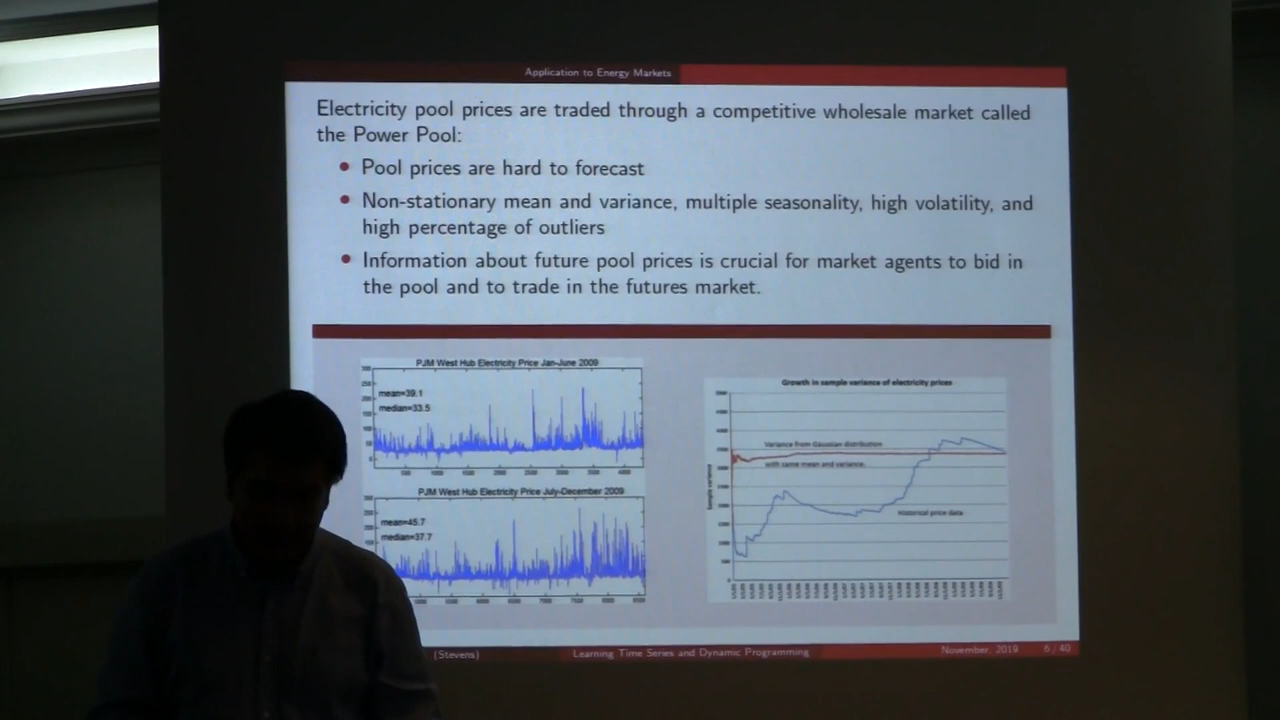 Application to Energy Markets
Electricity pool prices are traded through a competitive wholesale market called
the Power Pool:
Pool prices are hard to forecast
Non-stationary mean and variance, multiple seasonality, high volatility, and
high percentage of outliers
Information about future pool prices is crucial for market agents to bid in
the pool and to trade in the futures market.
PJM West Hub Electricity Price Jan-June 2009
mean=39.1
median=33.5
PJM West Hub Electricity Price July-December 2009
mean=45.7
median=37.7
Growth in sample variance of electricity prices
Variance from Gaussian distribution
with same mean and variance.
Historical price data
Sample variance
(Stevens)
Learning Time Series and Dynamic Programming
November, 2019
6 / 40